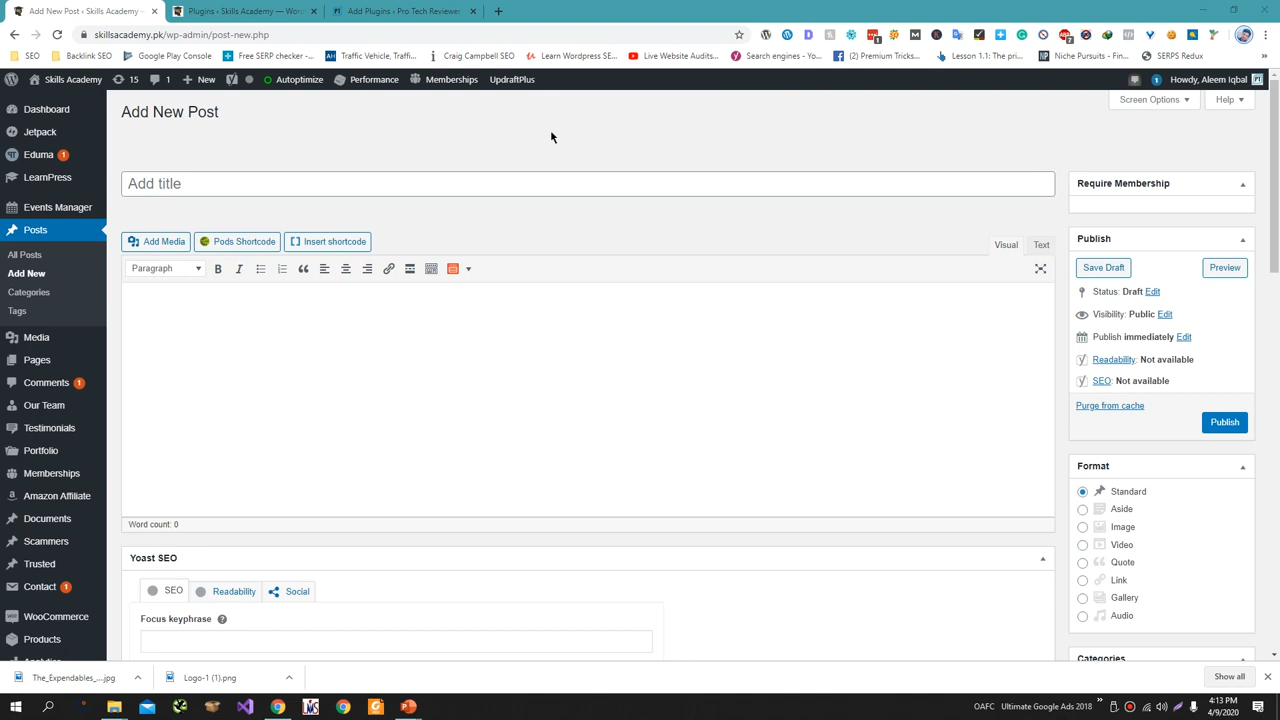 Add New Post ‹ Skills Academy —
Plugins ‹ Skills Academy — Wor
Add Plugins ‹ Pro Tech Reviewer
skillsacademy.pk/wp-admin/post-new.php
SEO
Backlink SEO
Google Play Console
Free SERP checker -...
Traffic Vehicle, Traffi...
Craig Campbell SEO
Learn Wordpress SE...
Live Website Audits...
Search engines - Yo...
(2) Premium Tricks...
Lesson 1.1: The pri...
Niche Pursuits - Fin...
SERPS Redux
Skills Academy
15
1
New
Autoptimize
Performance
Memberships
UpdraftPlus
1
Howdy, Aleem Iqbal
Dashboard
Jetpack
Eduma 1
LearnPress
Events Manager
Posts
All Posts
Add New
Categories
Tags
Media
Pages
Comments 1
Our Team
Testimonials
Portfolio
Memberships
Amazon Affiliate
Documents
Scammers
Trusted
Contact 1
WooCommerce
Products
Screen Options
Help
Add New Post
Add title
Add Media
Pods Shortcode
Insert shortcode
Visual
Text
Paragraph
B
I
Word count: 0
Yoast SEO
SEO
Readability
Social
Focus keyphrase
Require Membership
Publish
Save Draft
Preview
Status: Draft Edit
Visibility: Public Edit
Publish immediately Edit
Readability: Not available
SEO: Not available
Purge from cache
Publish
Format
Standard
Aside
Image
Video
Quote
Link
Gallery
Audio
Categories
The_Expendables_...jpg
Logo-1 (1).png
Show all
OAFC
Ultimate Google Ads 2018
4:13 PM
4/9/2020